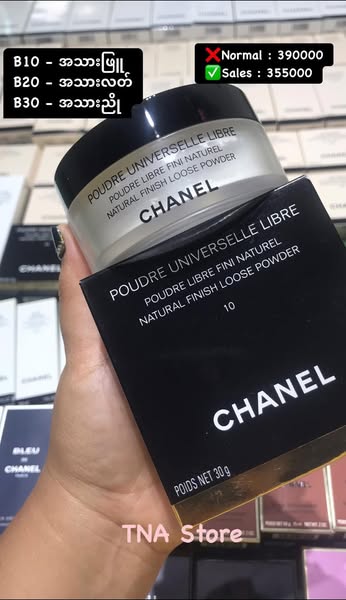 B10 - အသားဖြူ
B20 - အသားလတ်
B30 - အသားညို
❌Normal : 390000
✅Sales : 355000
POUDRE UNIVERSELLE LIBRE
POUDRE LIBRE FINI NATUREL
NATURAL FINISH LOOSE POWDER
CHANEL
POUDRE UNIVERSELLE LIBRE
POUDRE LIBRE FINI NATUREL
NATURAL FINISH LOOSE POWDER
10
CHANEL
POIDS NET 30 g
CHANEL
BLEU
DE
CHANEL
PARIS
TNA Store